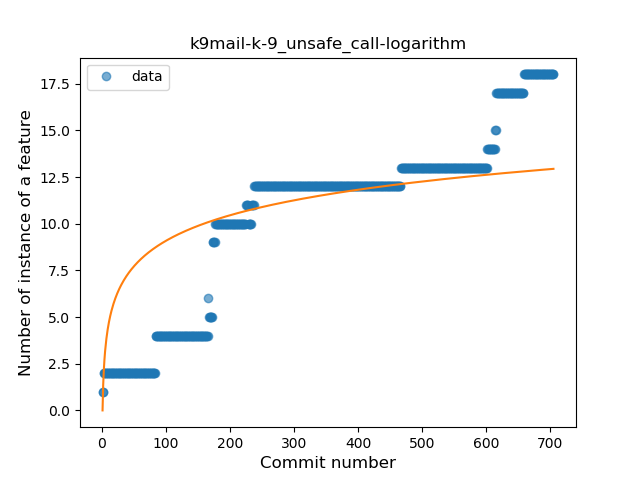 k9mail-k-9_unsafe_call-logarithm
data
Number of instance of a feature
17.5
15.0
12.5
10.0
7.5
5.0
2.5
0.0
0 100 200 300 400 500 600 700
Commit number